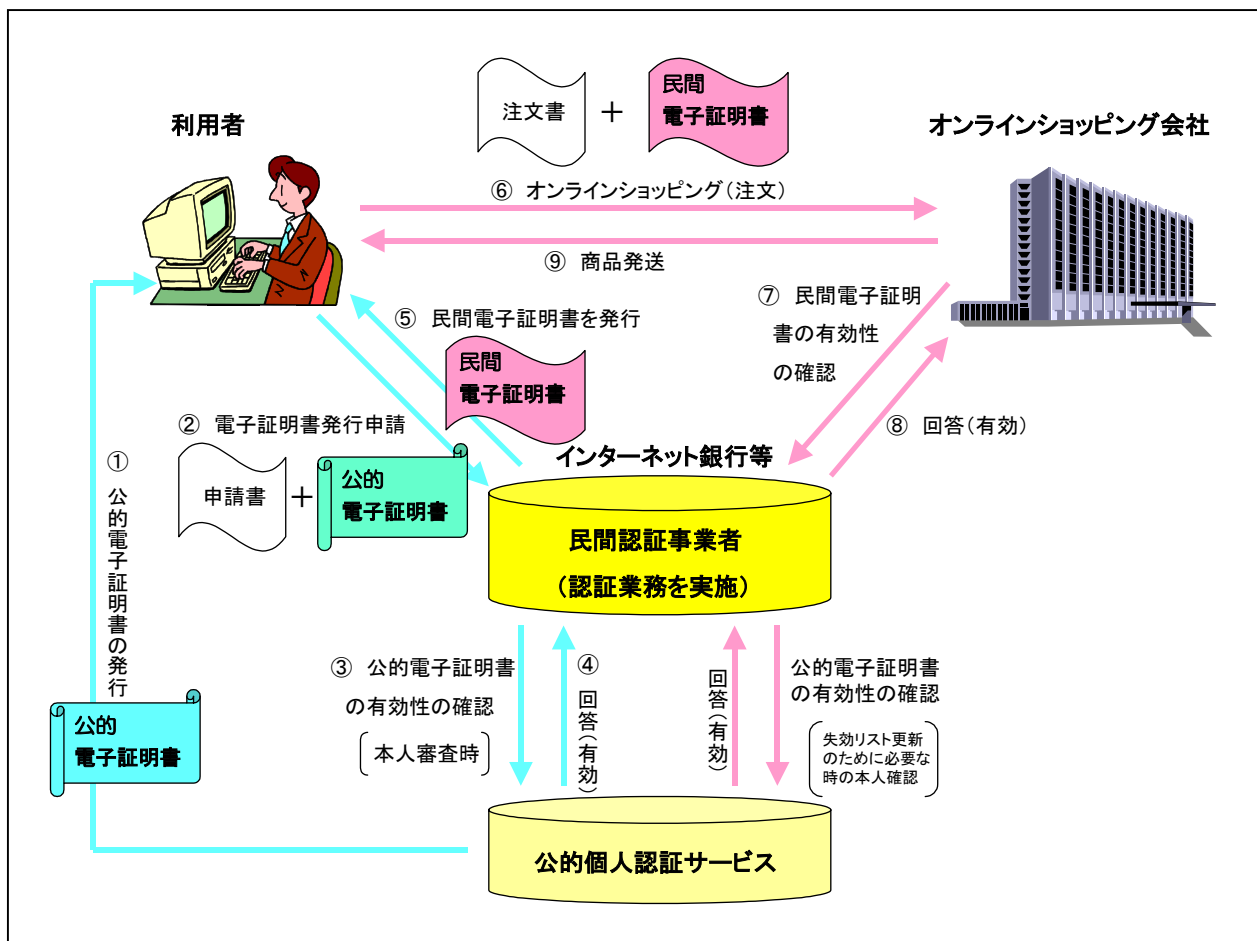 注文書
+
民間
電子証明書
利用者
オンラインショッピング会社
⑥ オンラインショッピング(注文)
⑨ 商品発送
⑦ 民間電子証明
書の有効性
の確認
⑤ 民間電子証明書を発行
民間
電子証明書
⑧ 回答(有効)
② 電子証明書発行申請
申請書
+
公的
電子証明書
インターネット銀行等
民間認証事業者
(認証業務を実施)
① 公的電子証明書の発行
公的
電子証明書
③ 公的電子証明書
の有効性の確認
本人審査時
④ 回答(有効)
回答(有効)
公的電子証明書
の有効性の確認
失効リスト更新
のために必要な
時の本人確認
公的個人認証サービス